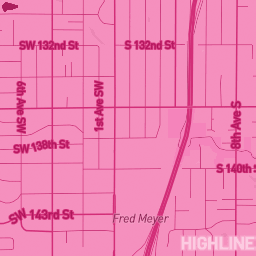 SW 132nd St
S 132nd St
6th Ave SW
1st Ave SW
8th Ave S
SW 138th St
S 140th St
SW 143rd St
Fred Meyer
HIGHLINE